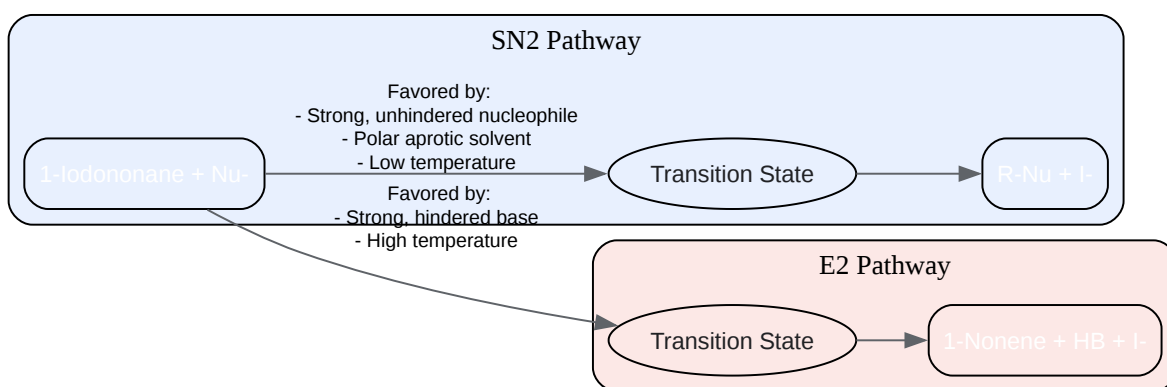 SN2 Pathway
Favored by:
- Strong, unhindered nucleophile
- Polar aprotic solvent
- Low temperature
1-Iodononane + Nu-
Transition State
R-Nu + I-
Favored by:
- Strong, hindered base
- High temperature
E2 Pathway
Transition State
1-Nonene + HB + I-